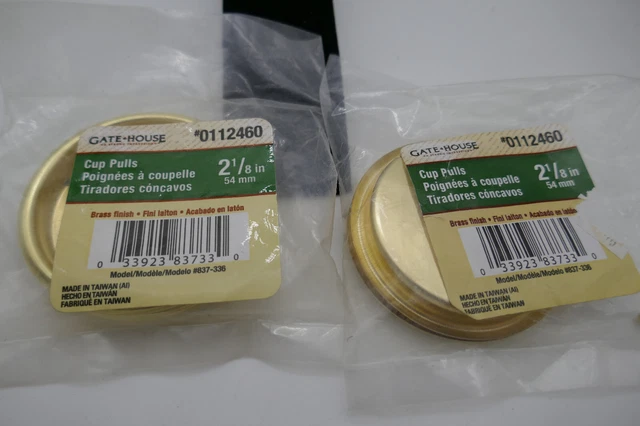 GATE·HOUSE
#0112460
Cup Pulls
Poignées à coupelle
Tiradores cóncavos
2 1/8 in
54 mm
Brass finish • Fini laiton • Acabado en latón
0 33923 83733 0
Model/Modèle/Modelo #837-336
MADE IN TAIWAN (AI)
HECHO EN TAIWÁN
FABRIQUÉ EN TAIWAN
GATE·HOUSE
#0112460
Cup Pulls
Poignées à coupelle
Tiradores cóncavos
2 1/8 in
54 mm
Brass finish • Fini laiton • Acabado en latón
0 33923 83733 0
Model/Modèle/Modelo #837-336
MADE IN TAIWAN (AI)
HECHO EN TAIWÁN
FABRIQUÉ EN TAIWAN